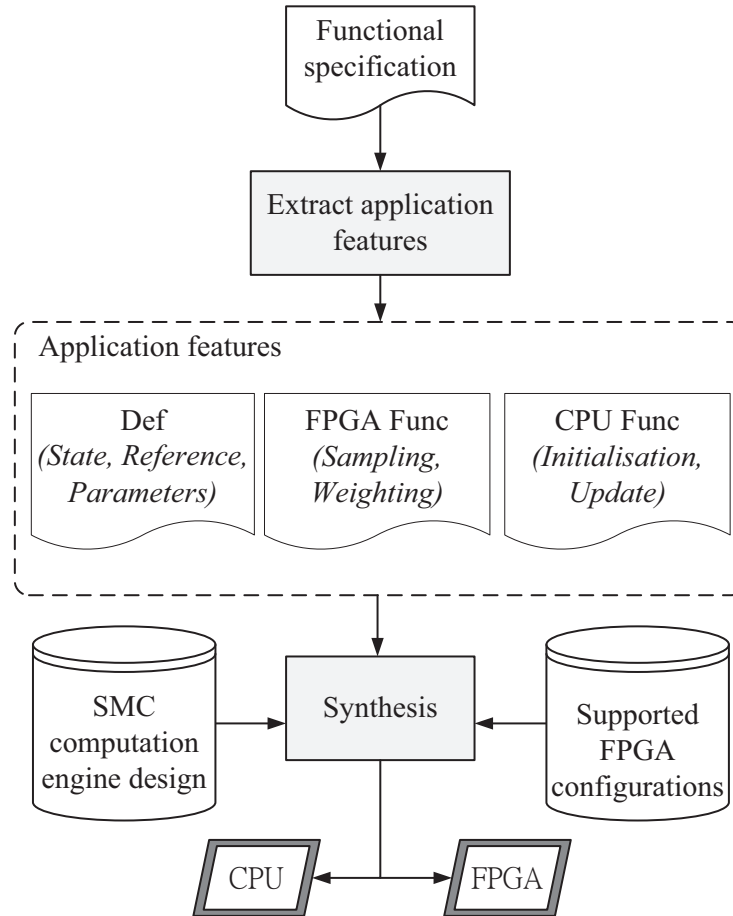 Functional
specification
Extract application
features
Application features
Def
(State, Reference,
Parameters)
FPGA Func
(Sampling,
Weighting)
CPU Func
(Initialisation,
Update)
SMC
computation
engine design
Synthesis
Supported
FPGA
configurations
CPU
FPGA